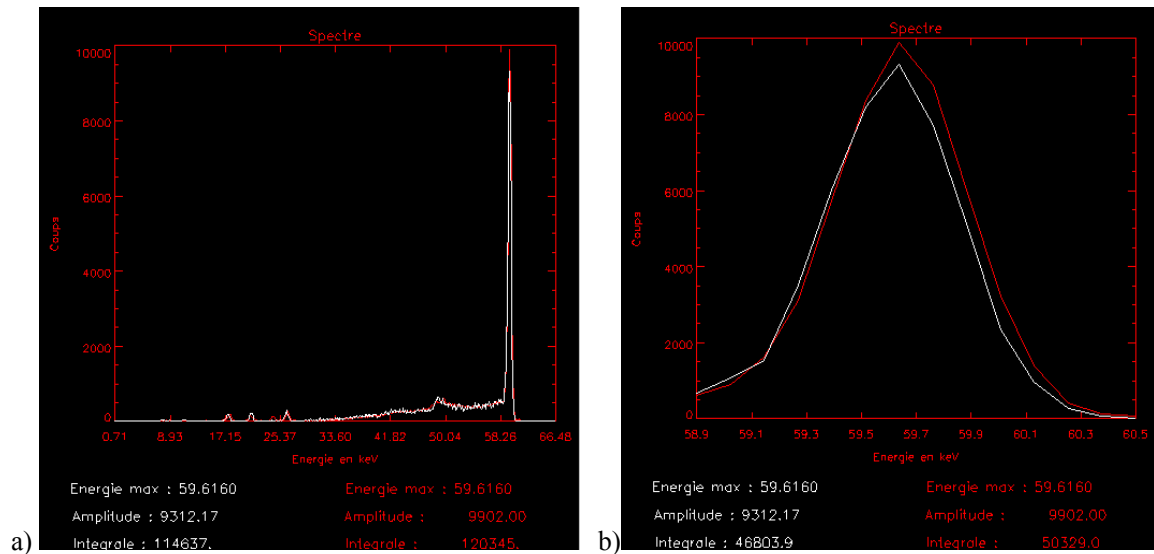 Spectre
10000
8000
6000
4000
2000
0
Coups
0.71 8.93 17.15 25.37 33.60 41.82 50.04 58.26 66.48
Energie en keV
Energie max : 59.6160 Energie max : 59.6160
Amplitude : 9312.17 Amplitude : 9902.00
Integrale : 114637. Integrale : 120345.
a)
Spectre
10000
8000
6000
4000
2000
0
Coups
58.9 59.1 59.3 59.5 59.7 59.9 60.1 60.3 60.5
Energie en keV
Energie max : 59.6160 Energie max : 59.6160
Amplitude : 9312.17 Amplitude : 9902.00
Integrale : 46803.9 Integrale : 50329.0
b)